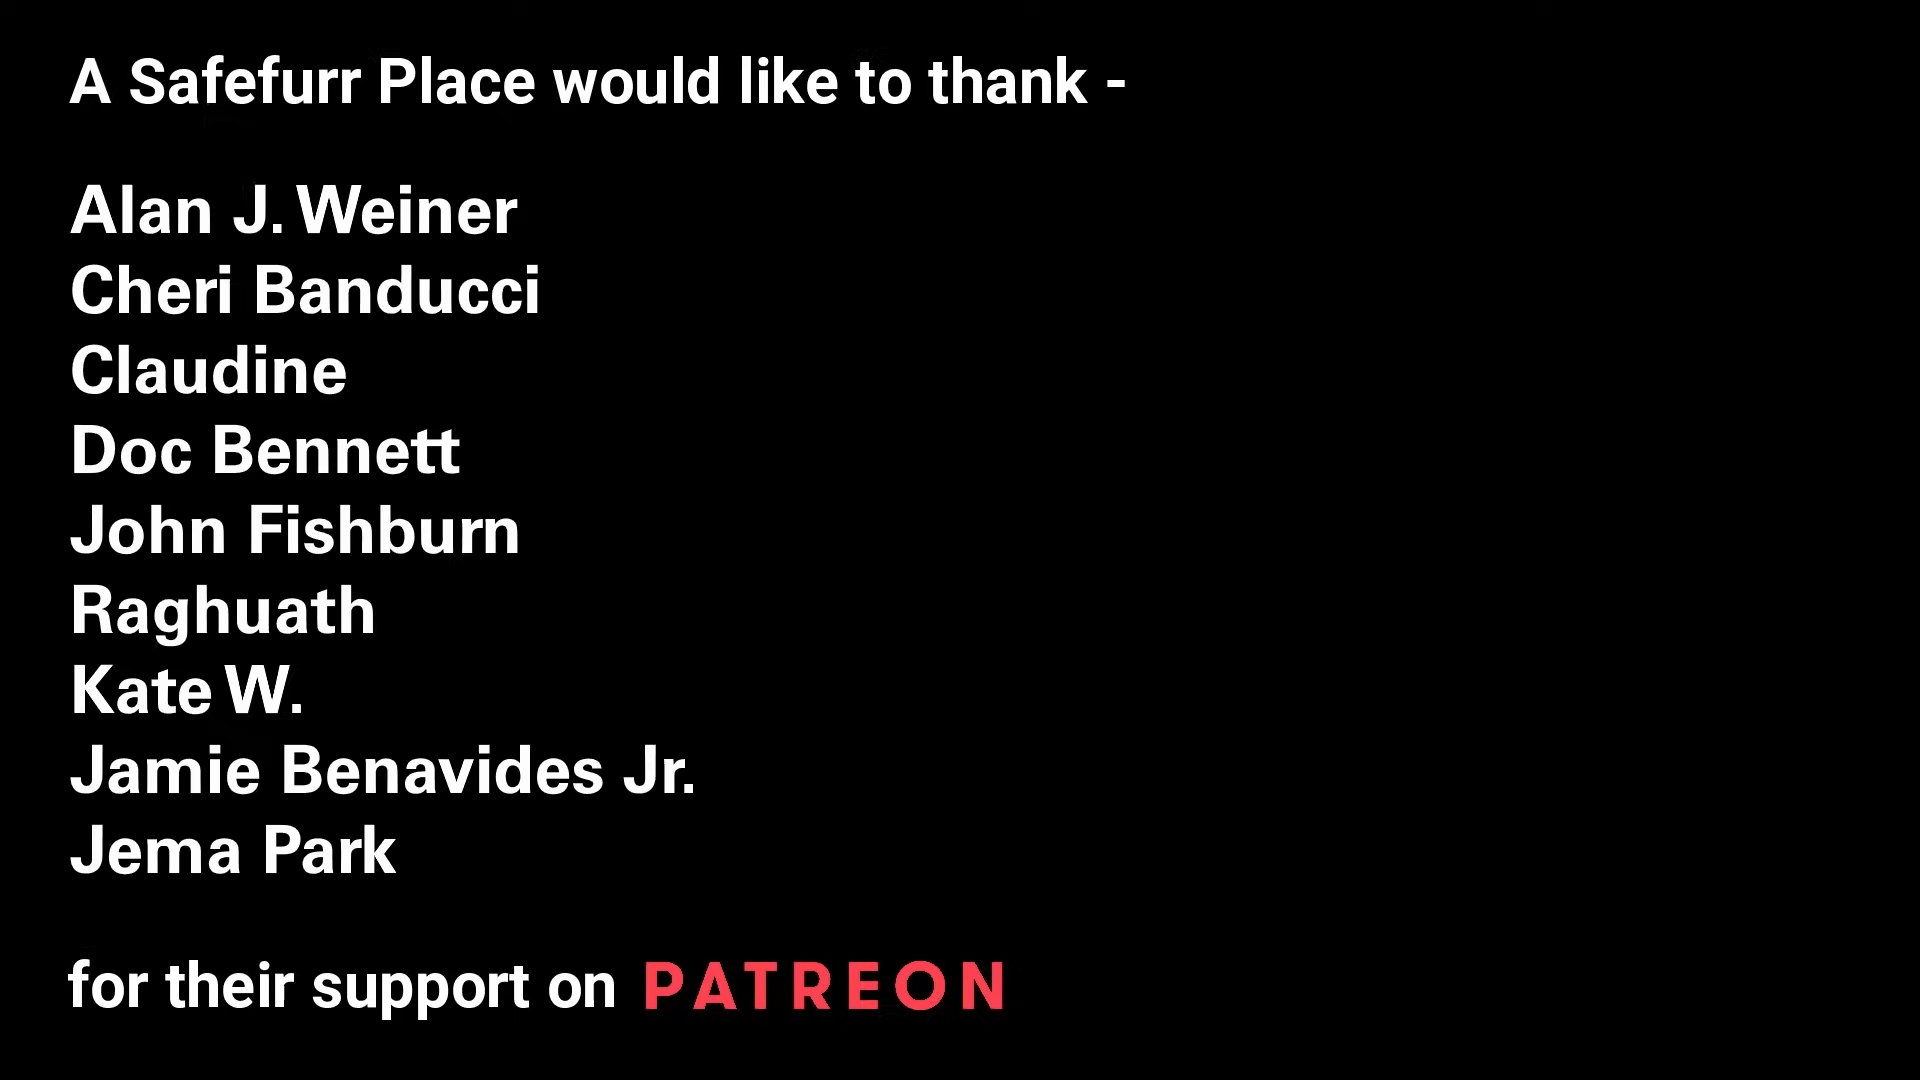 A Safefurr Place would like to thank -
Alan J. Weiner
Cheri Banducci
Claudine
Doc Bennett
John Fishburn
Raghuath
Kate W.
Jamie Benavides Jr.
Jema Park
for their support on PATREON